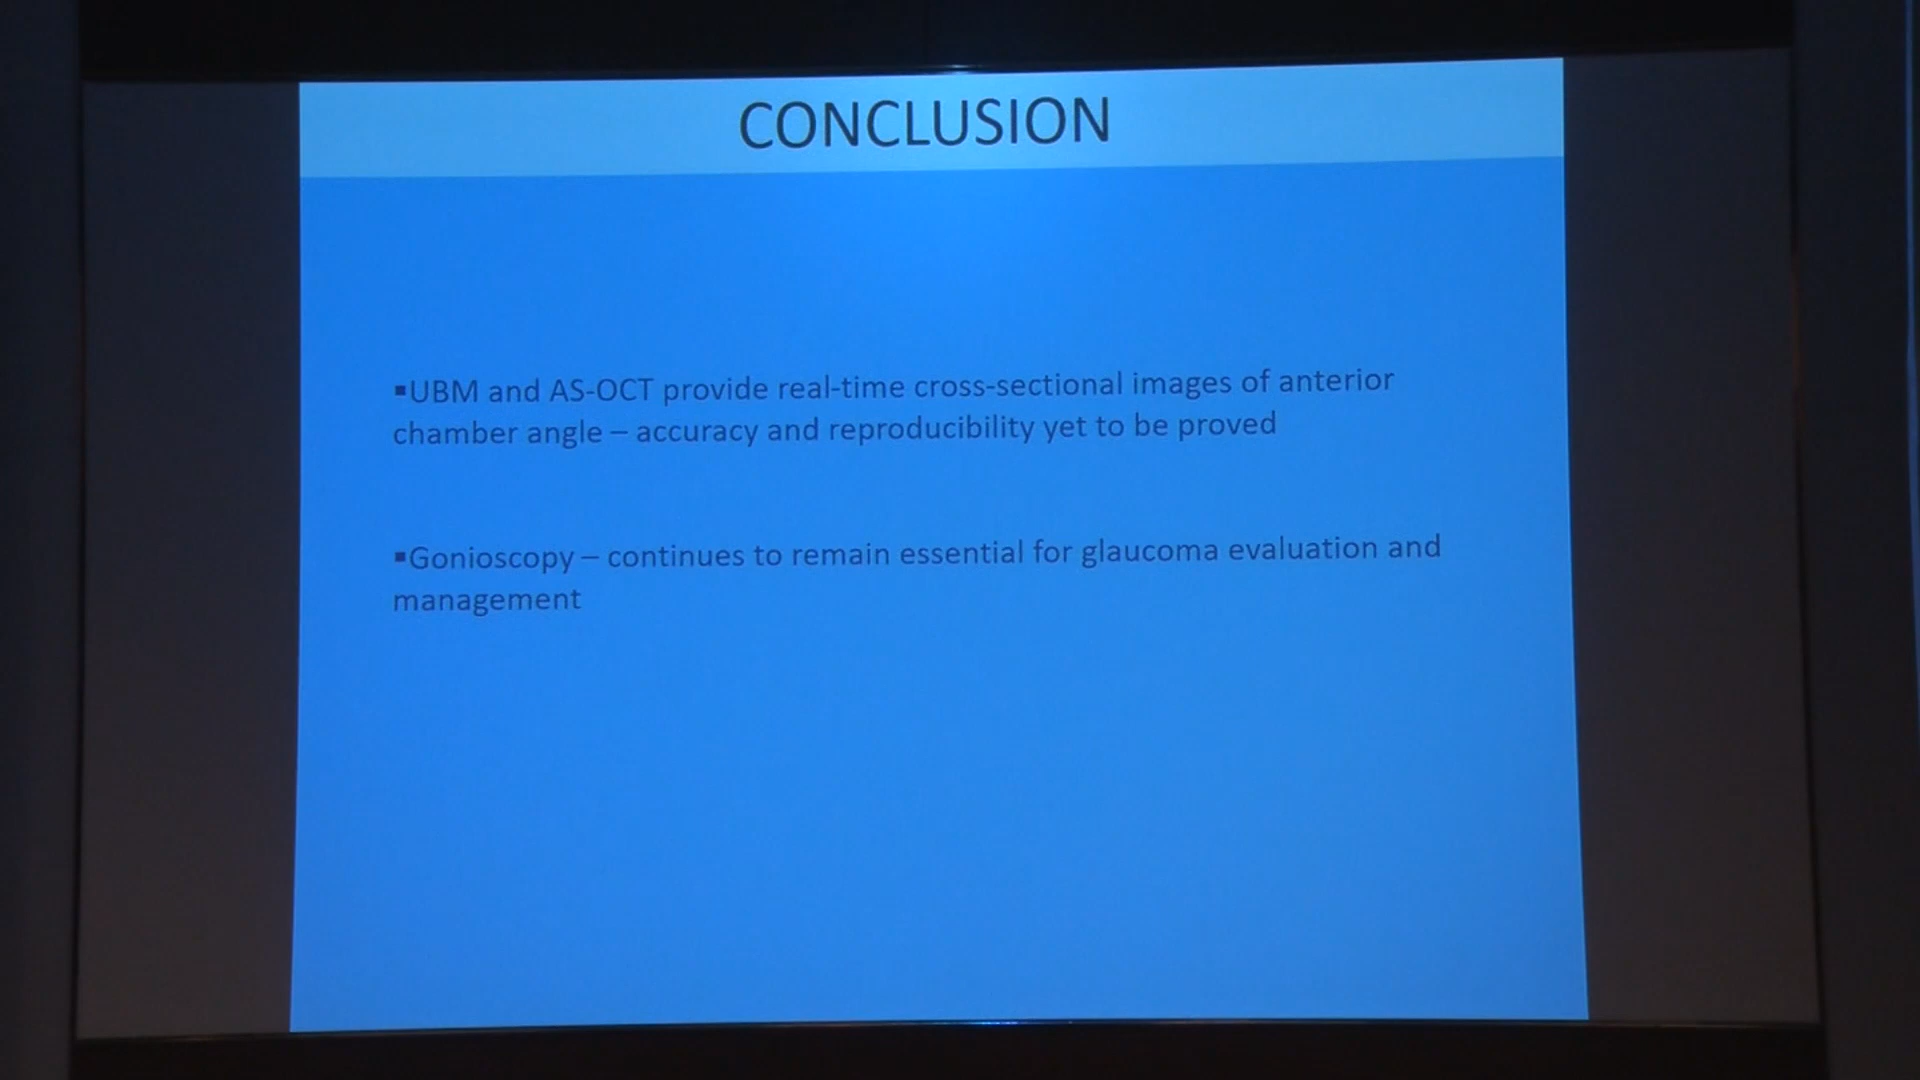 CONCLUSION
▪UBM and AS-OCT provide real-time cross-sectional images of anterior
chamber angle – accuracy and reproducibility yet to be proved
▪Gonioscopy – continues to remain essential for glaucoma evaluation and
management